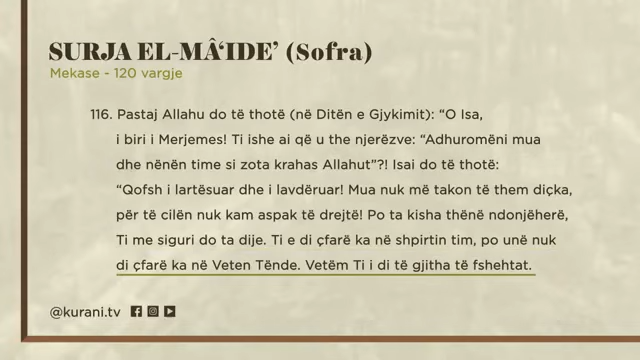 SURJA EL-MÂ‘IDE’ (Sofra)
Mekase - 120 vargje
116. Pastaj Allahu do të thotë (në Ditën e Gjykimit): “O Isa,
i biri i Merjemes! Ti ishe ai që u the njerëzve: “Adhuromëni mua
dhe nënën time si zota krahas Allahut”?! Isai do të thotë:
“Qofsh i lartësuar dhe i lavdëruar! Mua nuk më takon të them diçka,
për të cilën nuk kam aspak të drejtë! Po ta kisha thënë ndonjëherë,
Ti me siguri do ta dije. Ti e di çfarë ka në shpirtin tim, po unë nuk
di çfarë ka në Veten Tënde. Vetëm Ti i di të gjitha të fshehtat.
@kurani.tv